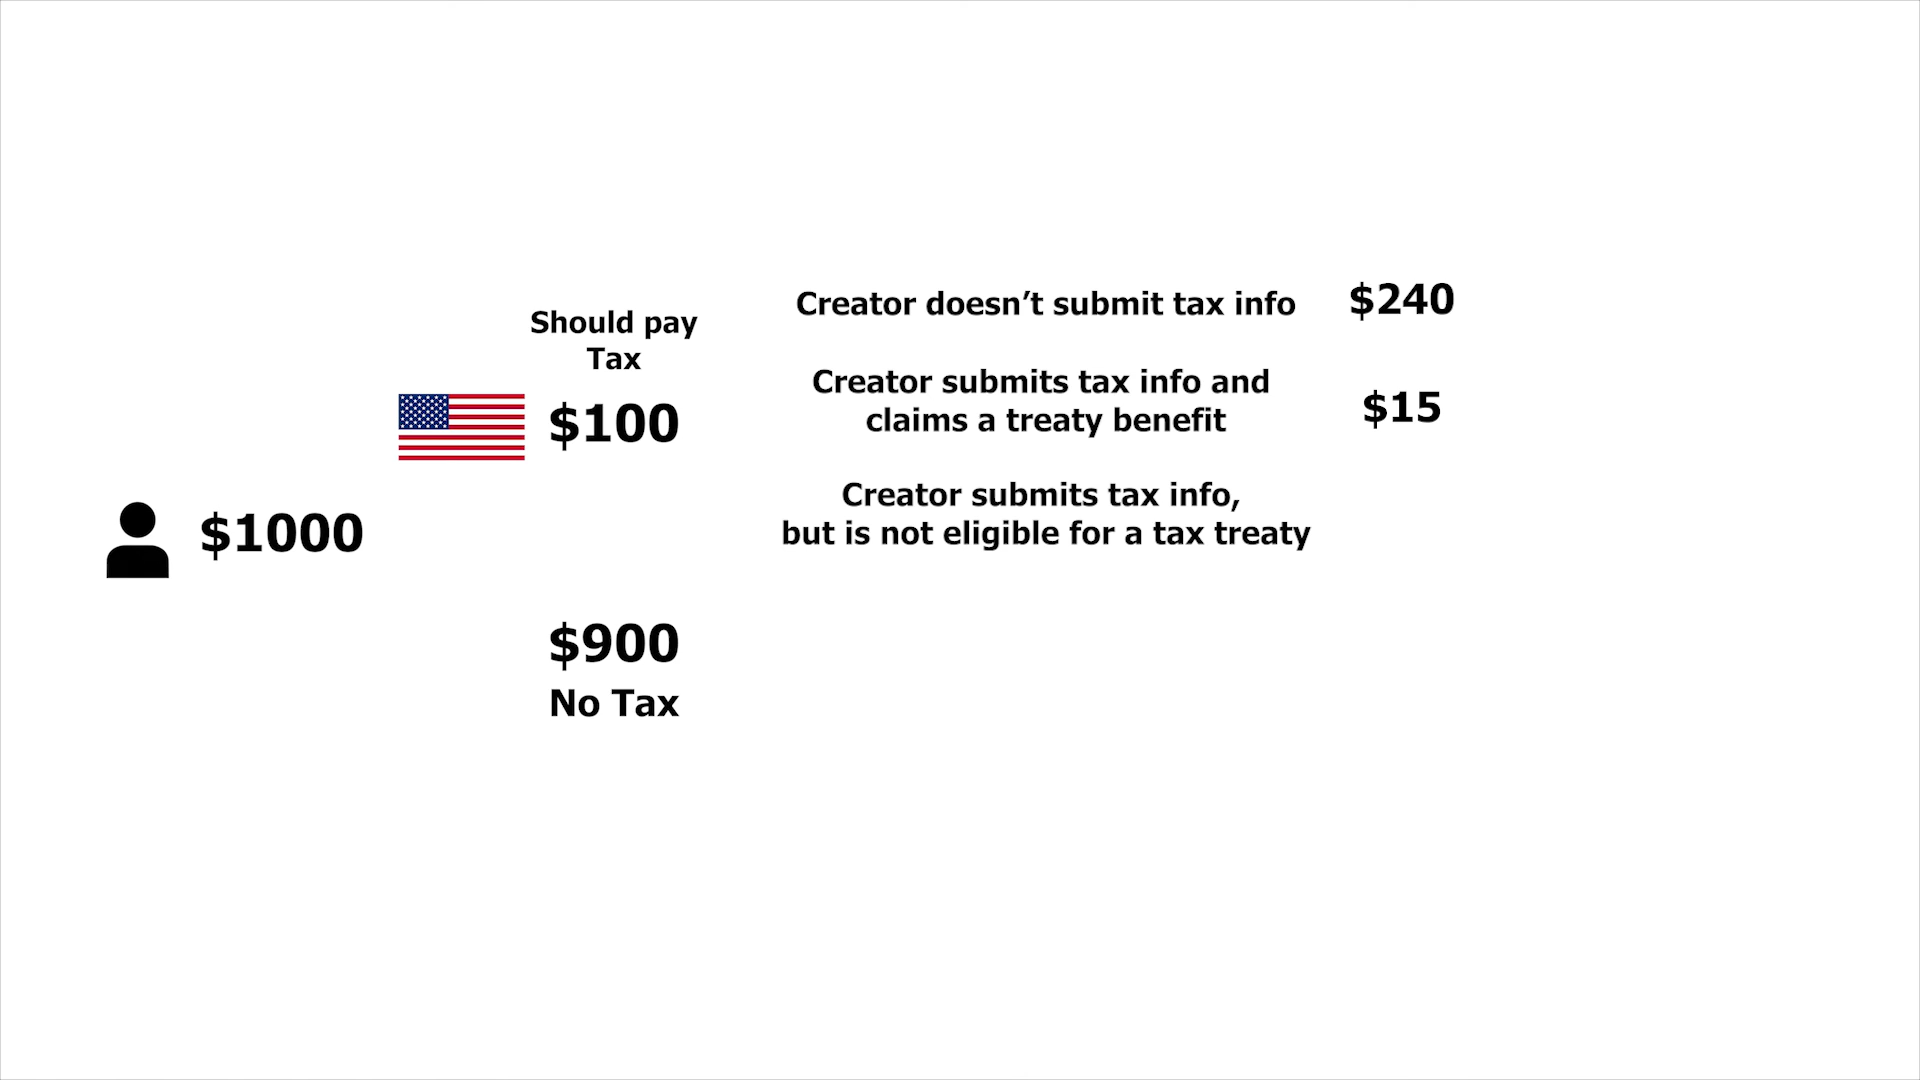 Should pay
Tax
$100
$1000
$900
No Tax
Creator doesn’t submit tax info
$240
Creator submits tax info and
claims a treaty benefit
$15
Creator submits tax info,
but is not eligible for a tax treaty